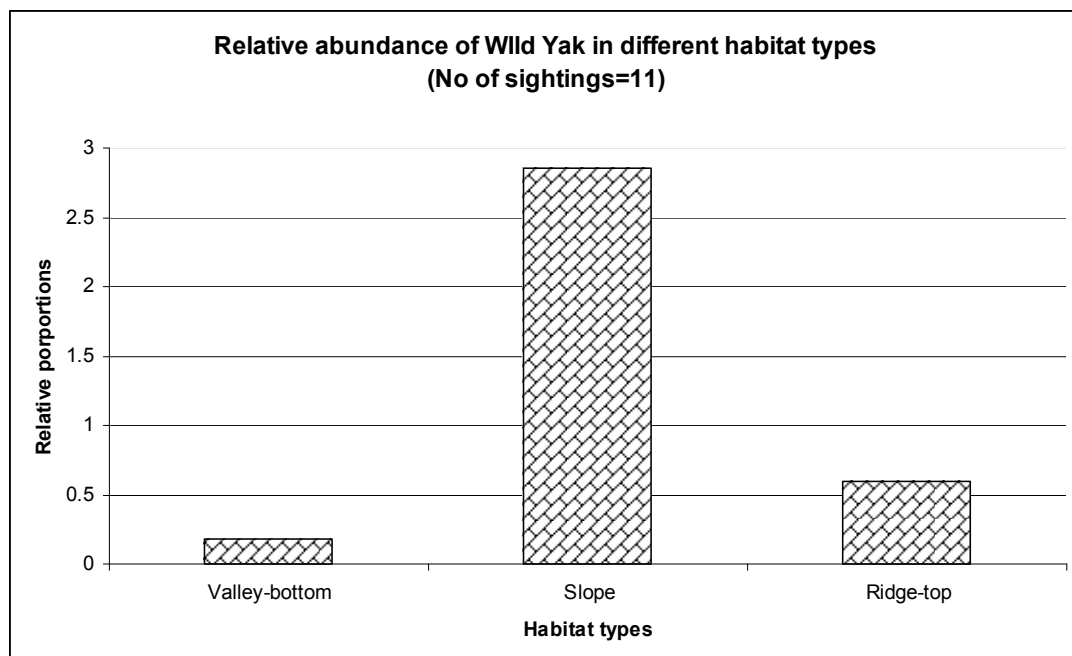 Relative abundance of WIld Yak in different habitat types
(No of sightings=11)
3
2.5
2
1.5
1
0.5
0
Relative porportions
Valley-bottom Slope Ridge-top
Habitat types